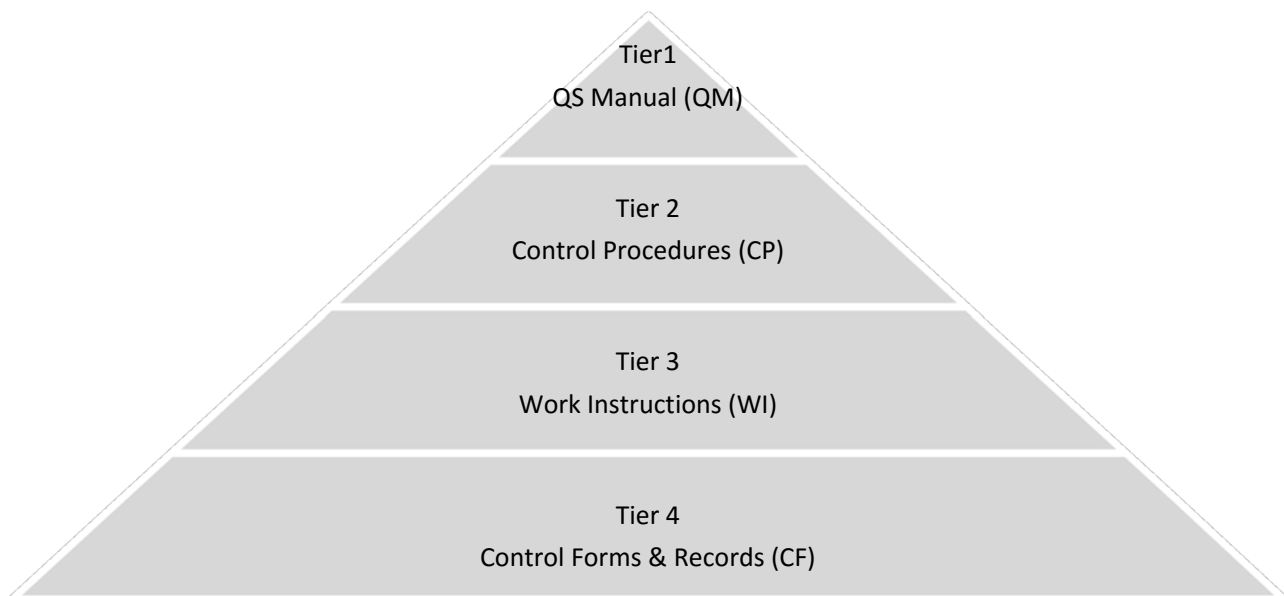 Tier1
QS Manual (QM)
Tier 2
Control Procedures (CP)
Tier 3
Work Instructions (WI)
Tier 4
Control Forms & Records (CF)